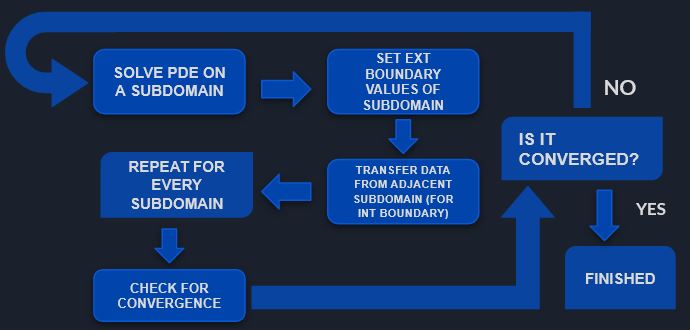 SOLVE PDE ON
A SUBDOMAIN
SET EXT
BOUNDARY
VALUES OF
SUBDOMAIN
TRANSFER DATA
FROM ADJACENT
SUBDOMAIN (FOR
INT BOUNDARY)
REPEAT FOR
EVERY
SUBDOMAIN
CHECK FOR
CONVERGENCE
IS IT
CONVERGED?
NO
YES
FINISHED